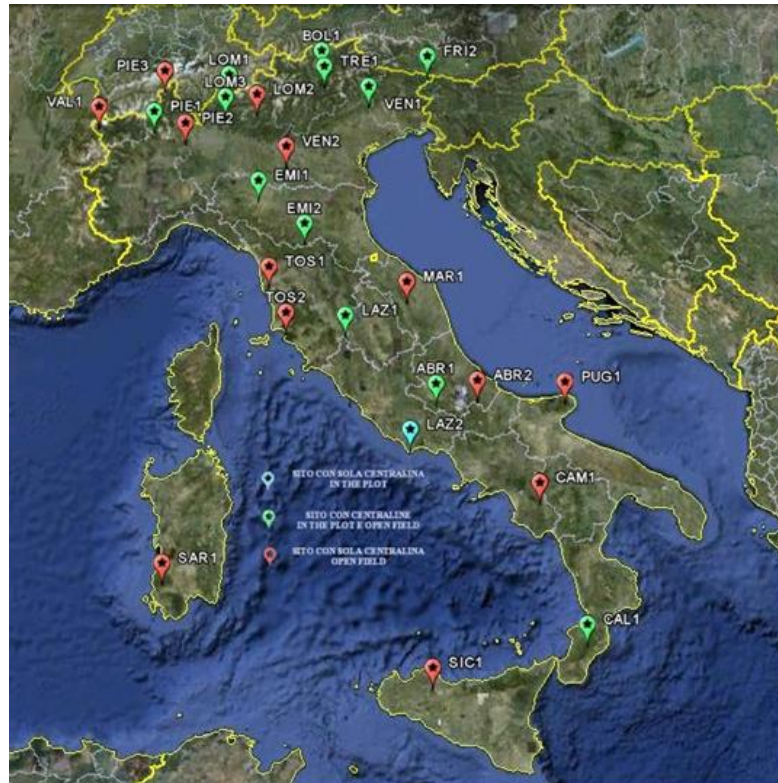 BOL1
FRI2
LOM1
TRE1
PIE3
LOM3
LOM2
VAL1
PIE1
VEN1
PIE2
VEN2
EMI1
EMI2
TOS1
MAR1
TOS2
LAZ1
ABR1
ABR2
PUG1
LAZ2
SITO CON SOLA CENTRALINA
IN THE PLOT
CAM1
SITO CON CENTRALINE
IN THE PLOT E OPEN FIELD
SITO CON SOLA CENTRALINA
OPEN FIELD
SAR1
CAL1
SIC1